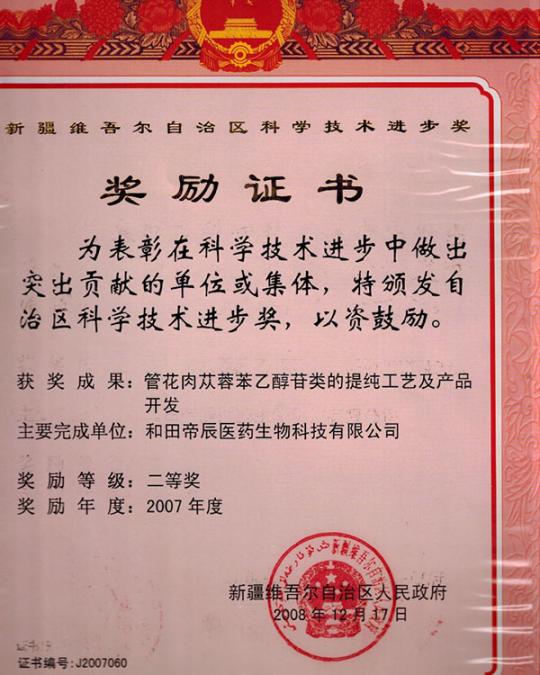 新疆维吾尔自治区科学技术进步奖
奖励证书
为表彰在科学技术进步中做出
突出贡献的单位或集体，特颁发自
治区科学技术进步奖，以资鼓励。
获奖成果：管花肉苁蓉苯乙醇苷类的提纯工艺及产品
开发
主要完成单位：和田帝辰医药生物科技有限公司
奖励等级：二等奖
奖励年度：2007年度
新疆维吾尔自治区人民政府
2008年12月17日
证书编号：J2007060